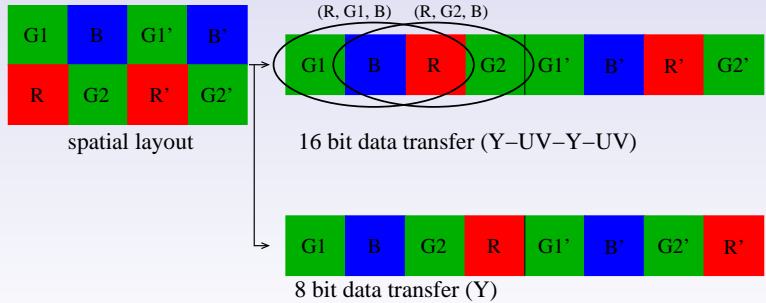 (R, G1, B) (R, G2, B)
G1 B G1’ B’
R G2 R’ G2’
spatial layout
G1 B R G2 G1’ B’ R’ G2’
16 bit data transfer (Y−UV−Y−UV)
G1 B G2 R G1’ B’ G2’ R’
8 bit data transfer (Y)